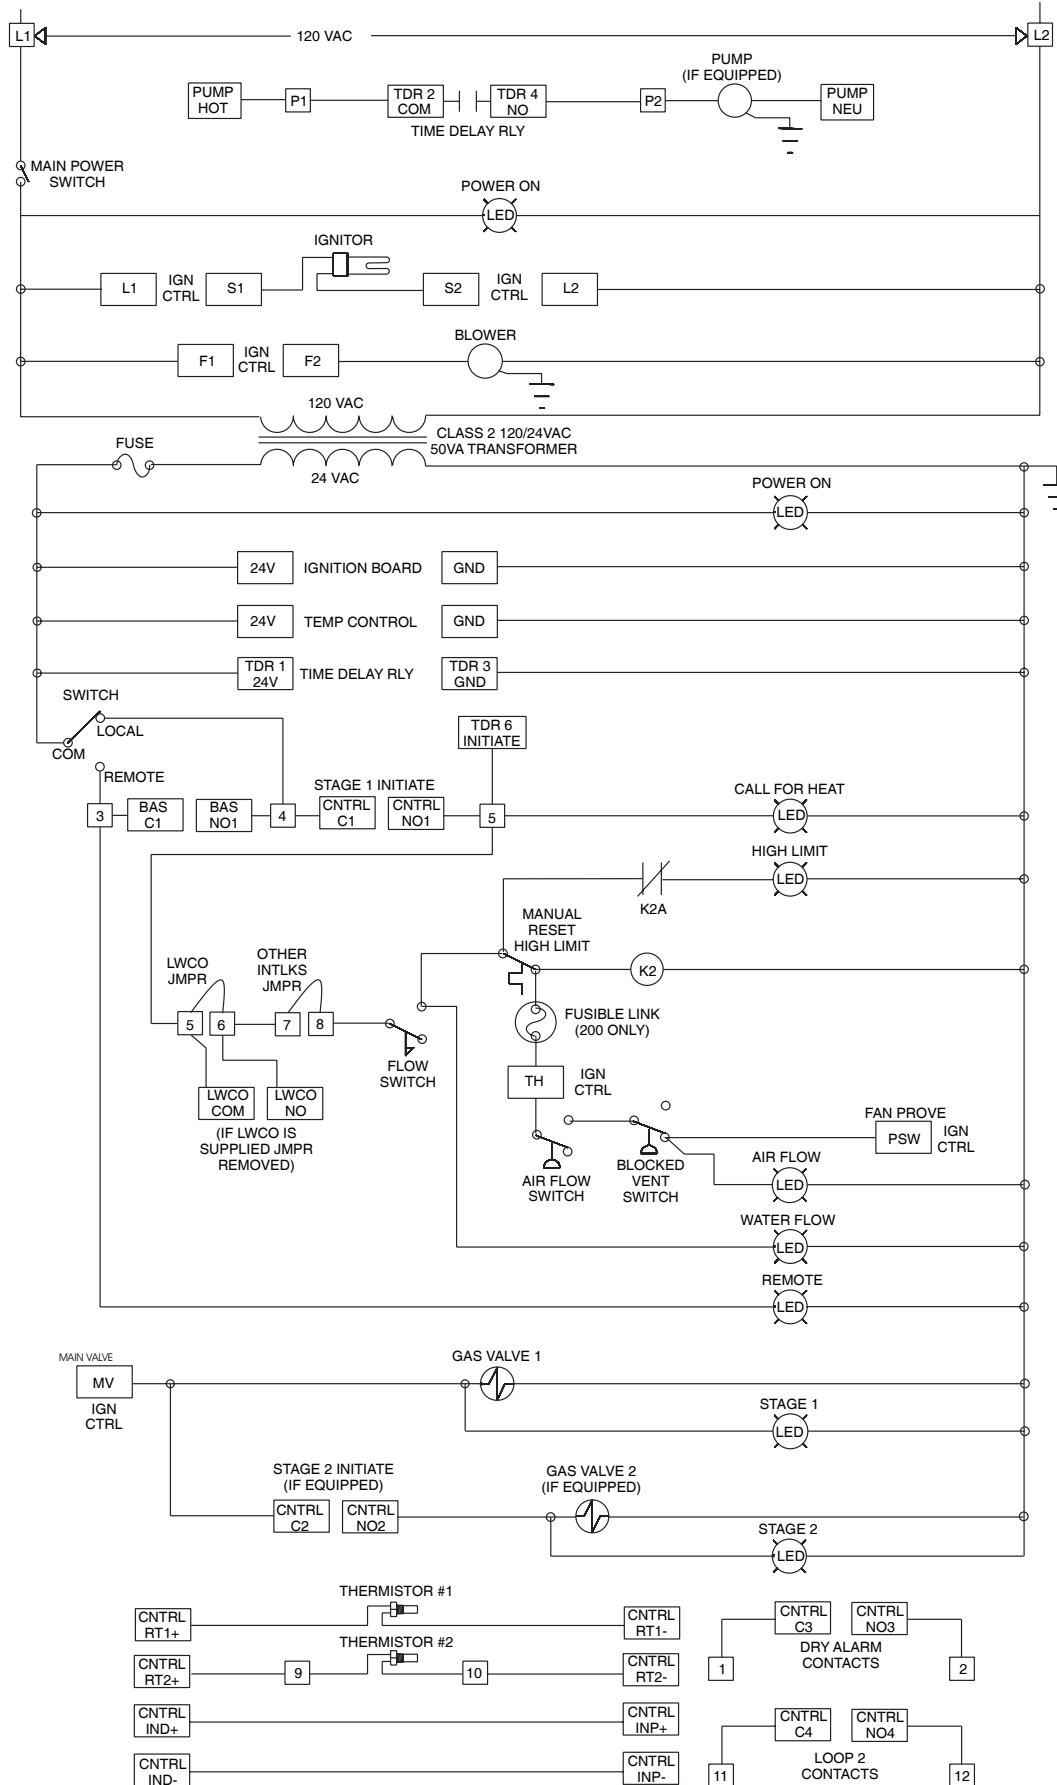 L1
120 VAC
L2
PUMP
(IF EQUIPPED)
PUMP
HOT
P1
TDR 2
COM
TDR 4
NO
P2
PUMP
NEU
TIME DELAY RLY
MAIN POWER
SWITCH
POWER ON
LED
IGNITOR
L1
IGN
CTRL
S1
S2
IGN
CTRL
L2
BLOWER
F1
IGN
CTRL
F2
120 VAC
CLASS 2 120/24VAC
50VA TRANSFORMER
FUSE
24 VAC
POWER ON
LED
24V
IGNITION BOARD
GND
24V
TEMP CONTROL
GND
TDR 1
24V
TIME DELAY RLY
TDR 3
GND
SWITCH
LOCAL
COM
REMOTE
TDR 6
INITIATE
STAGE 1 INITIATE
CALL FOR HEAT
3
BAS
C1
BAS
NO1
4
CNTRL
C1
CNTRL
NO1
5
LED
HIGH LIMIT
LED
K2A
MANUAL
RESET
HIGH LIMIT
K2
LWCO
JMPR
OTHER
INTLKS
JMPR
5
6
7
8
FLOW
SWITCH
FUSIBLE LINK
(200 ONLY)
TH
IGN
CTRL
LWCO
COM
LWCO
NO
(IF LWCO IS
SUPPLIED JMPR
REMOVED)
FAN PROVE
PSW
IGN
CTRL
AIR FLOW
SWITCH
BLOCKED
VENT
SWITCH
AIR FLOW
LED
WATER FLOW
LED
REMOTE
LED
MAIN VALVE
MV
IGN
CTRL
GAS VALVE 1
STAGE 1
LED
STAGE 2 INITIATE
(IF EQUIPPED)
CNTRL
C2
CNTRL
NO2
GAS VALVE 2
(IF EQUIPPED)
STAGE 2
LED
THERMISTOR #1
CNTRL
RT1+
CNTRL
RT1-
THERMISTOR #2
CNTRL
RT2+
9
10
CNTRL
RT2-
CNTRL
IND+
CNTRL
INP+
CNTRL
IND-
CNTRL
INP-
CNTRL
C3
CNTRL
NO3
DRY ALARM
CONTACTS
1
2
CNTRL
C4
CNTRL
NO4
LOOP 2
CONTACTS
11
12